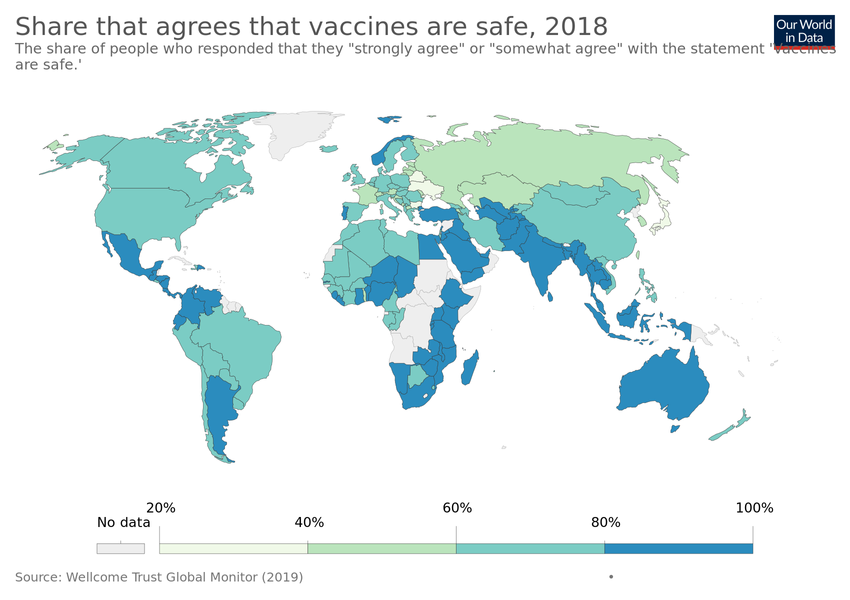 Share that agrees that vaccines are safe, 2018
Our World
in Data
The share of people who responded that they "strongly agree" or "somewhat agree" with the statement 'vaccines
are safe.'
20%
60%
100%
No data
40%
80%
Source: Wellcome Trust Global Monitor (2019)